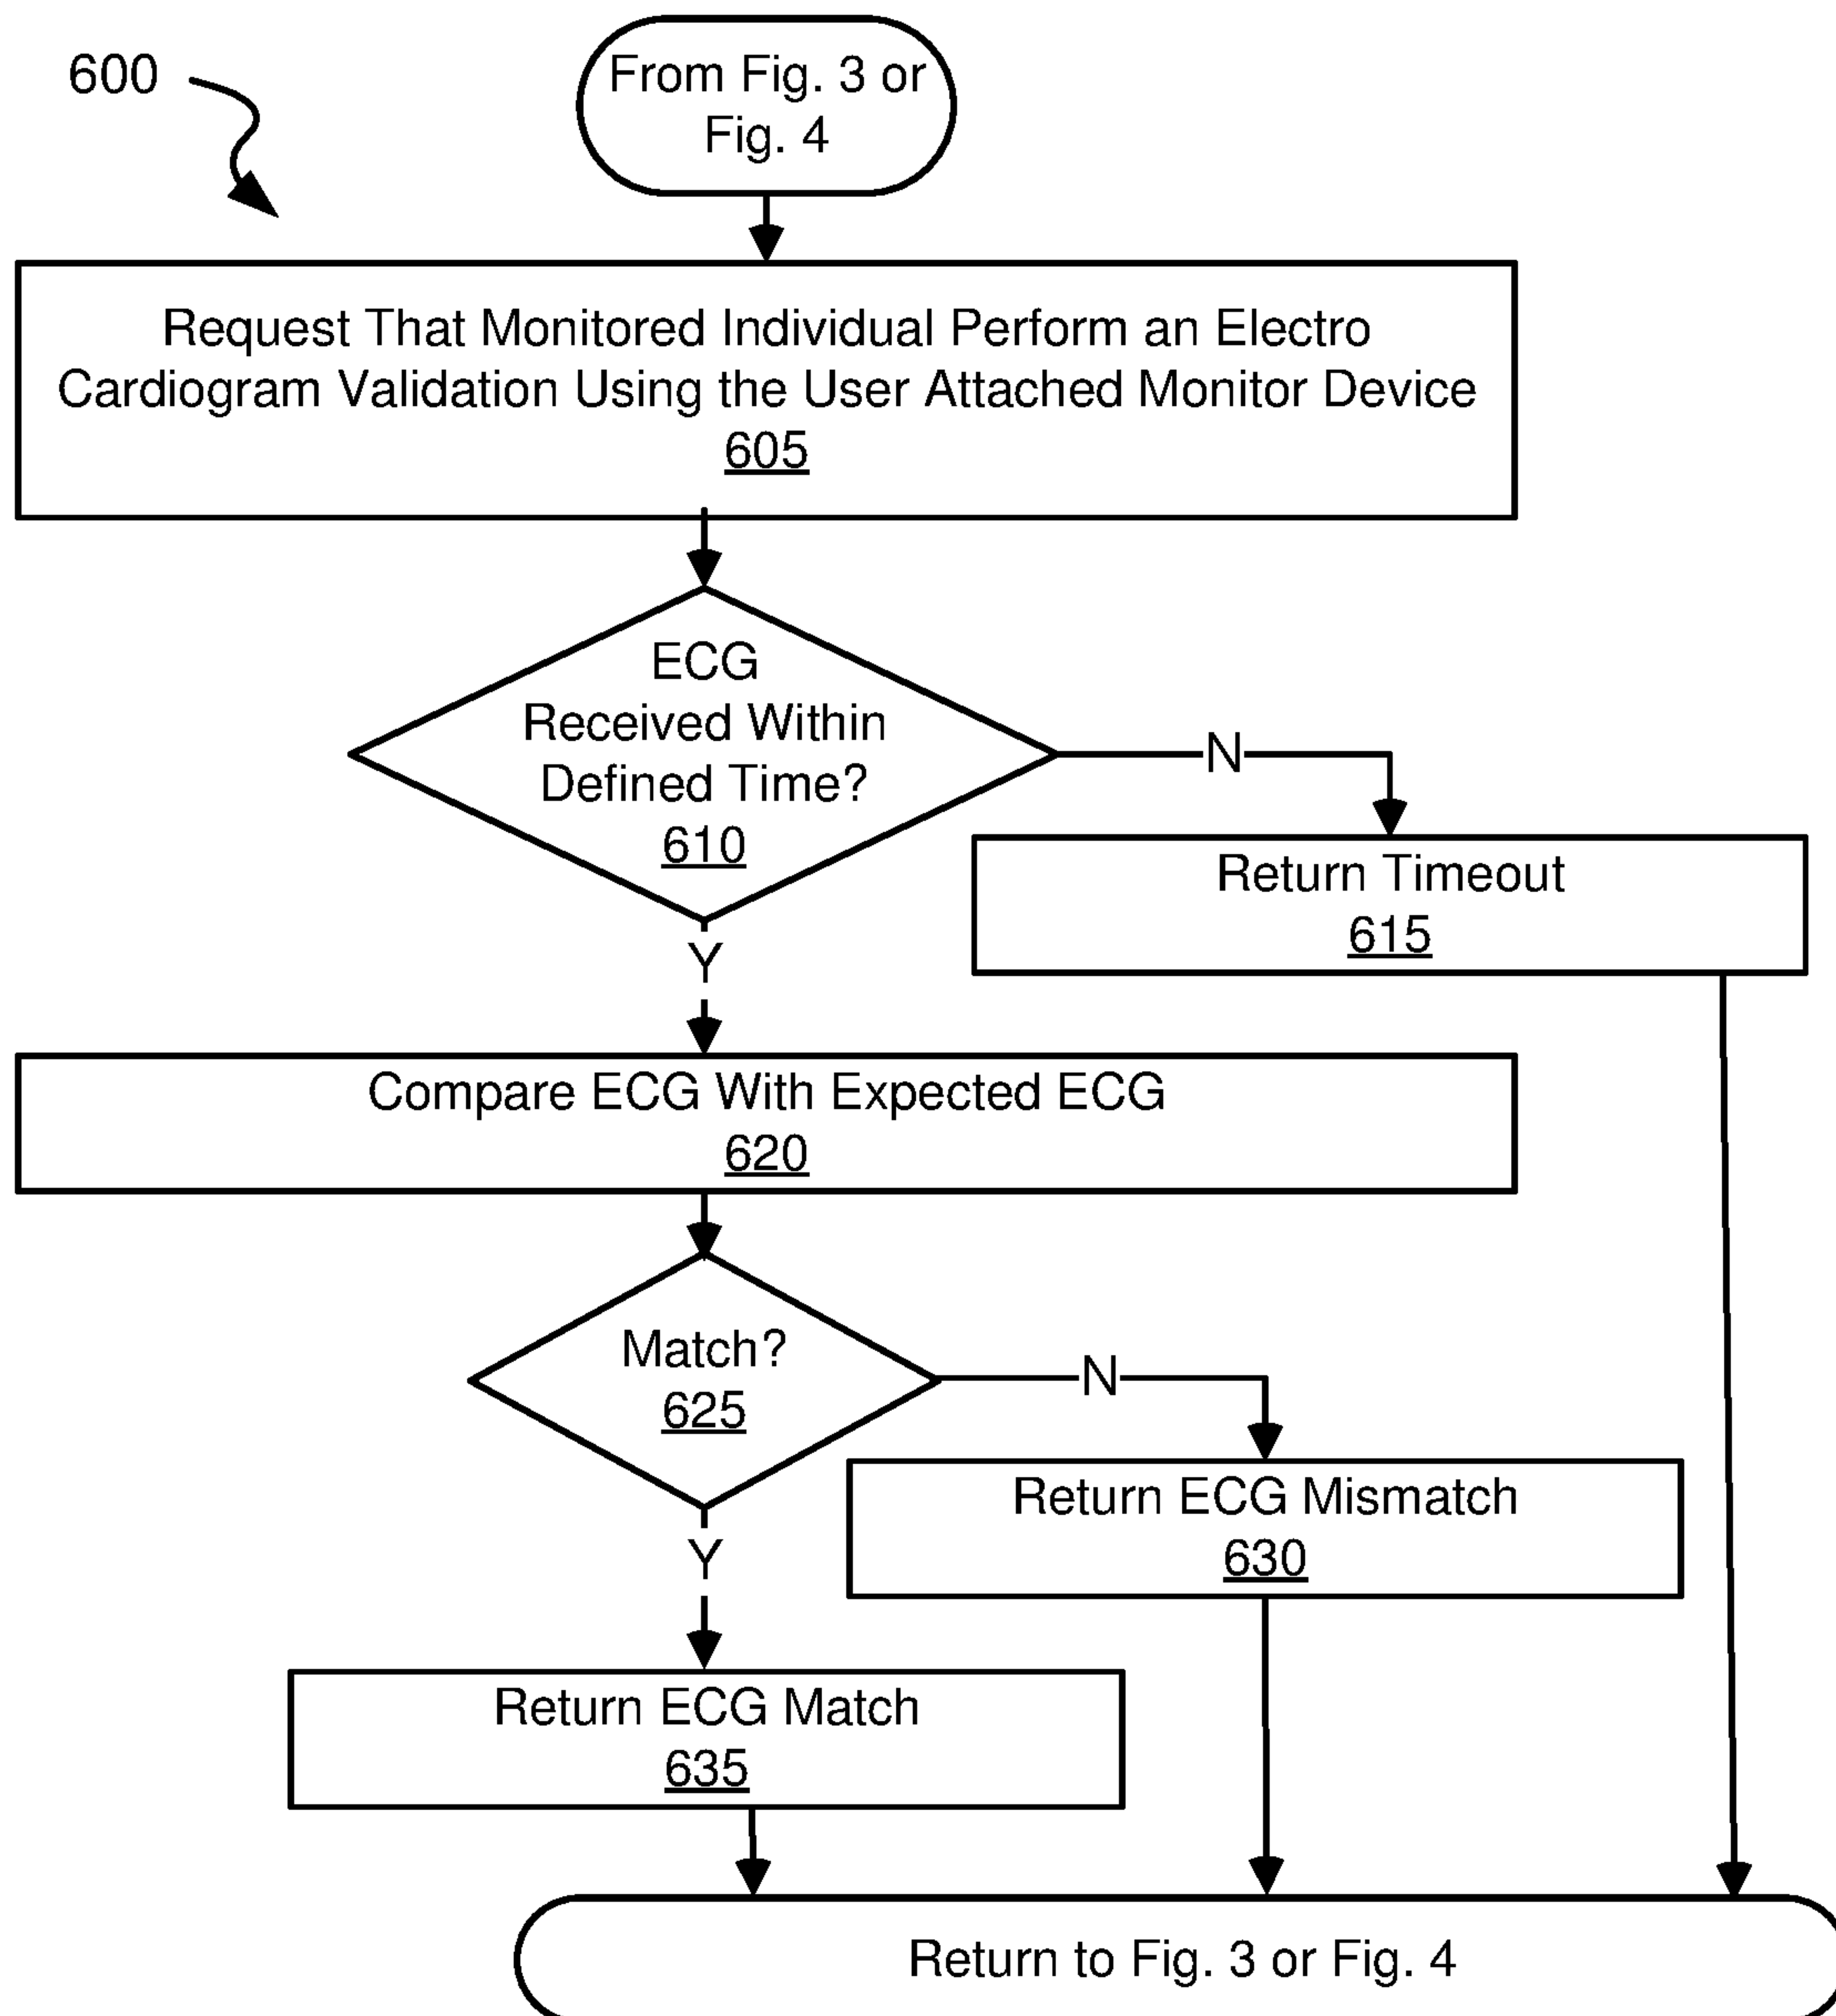 600
From Fig. 3 or
Fig. 4
Request That Monitored Individual Perform an Electro
Cardiogram Validation Using the User Attached Monitor Device
605
ECG
Received Within
Defined Time?
610
N
Return Timeout
615
Y
Compare ECG With Expected ECG
620
Match?
625
N
Return ECG Mismatch
630
Y
Return ECG Match
635
Return to Fig. 3 or Fig. 4